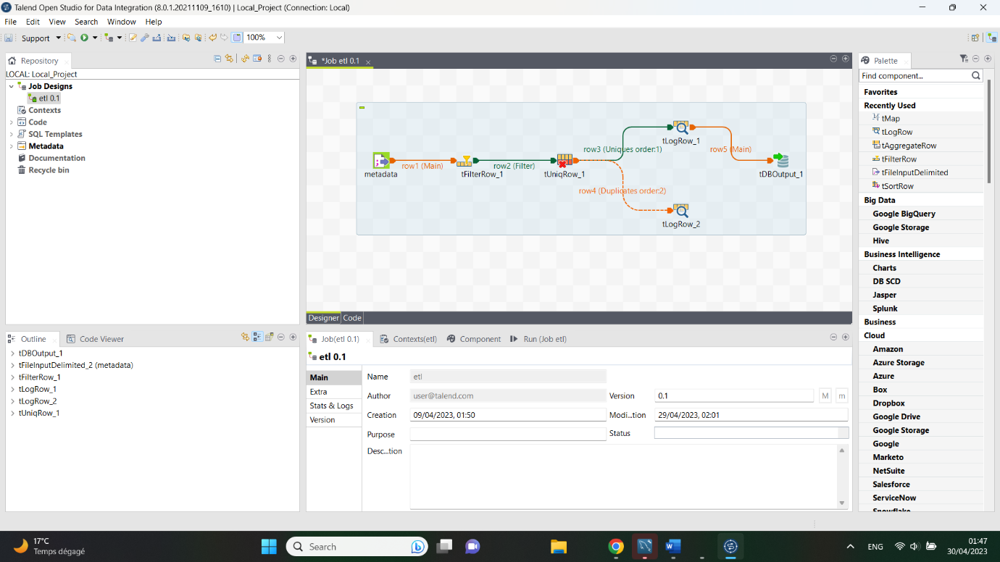 Talend Open Studio for Data Integration (8.0.1.20211109_1610) | Local_Project (Connection: Local)
File Edit View Search Window Help
Support 100%
Repository
LOCAL: Local_Project
Job Designs
etl 0.1
Contexts
Code
SQL Templates
Metadata
Documentation
Recycle bin
*Job etl 0.1
metadata
row1 (Main)
tFilterRow_1
row2 (Filter)
tUniqRow_1
row3 (Uniques order:1)
tLogRow_1
row5 (Main)
tDBOutput_1
row4 (Duplicates order:2)
tLogRow_2
Designer Code
Palette
Find component...
Favorites
Recently Used
tMap
tLogRow
tAggregateRow
tFilterRow
tFileInputDelimited
tSortRow
Big Data
Google BigQuery
Google Storage
Hive
Business Intelligence
Charts
DB SCD
Jasper
Splunk
Business
Cloud
Amazon
Azure Storage
Azure
Box
Dropbox
Google Drive
Google Storage
Google
Marketo
NetSuite
Salesforce
ServiceNow
Snowflake
Outline Code Viewer
tDBOutput_1
tFileInputDelimited_2 (metadata)
tFilterRow_1
tLogRow_1
tLogRow_2
tUniqRow_1
Job(etl 0.1) Contexts(etl) Component Run (Job etl)
etl 0.1
Main
Extra
Stats & Logs
Version
Name etl
Author user@talend.com Version 0.1 M m
Creation 09/04/2023, 01:50 Modi...tion 29/04/2023, 02:01
Purpose Status
Desc...tion
17°C
Temps dégagé
Search
ENG
01:47
30/04/2023